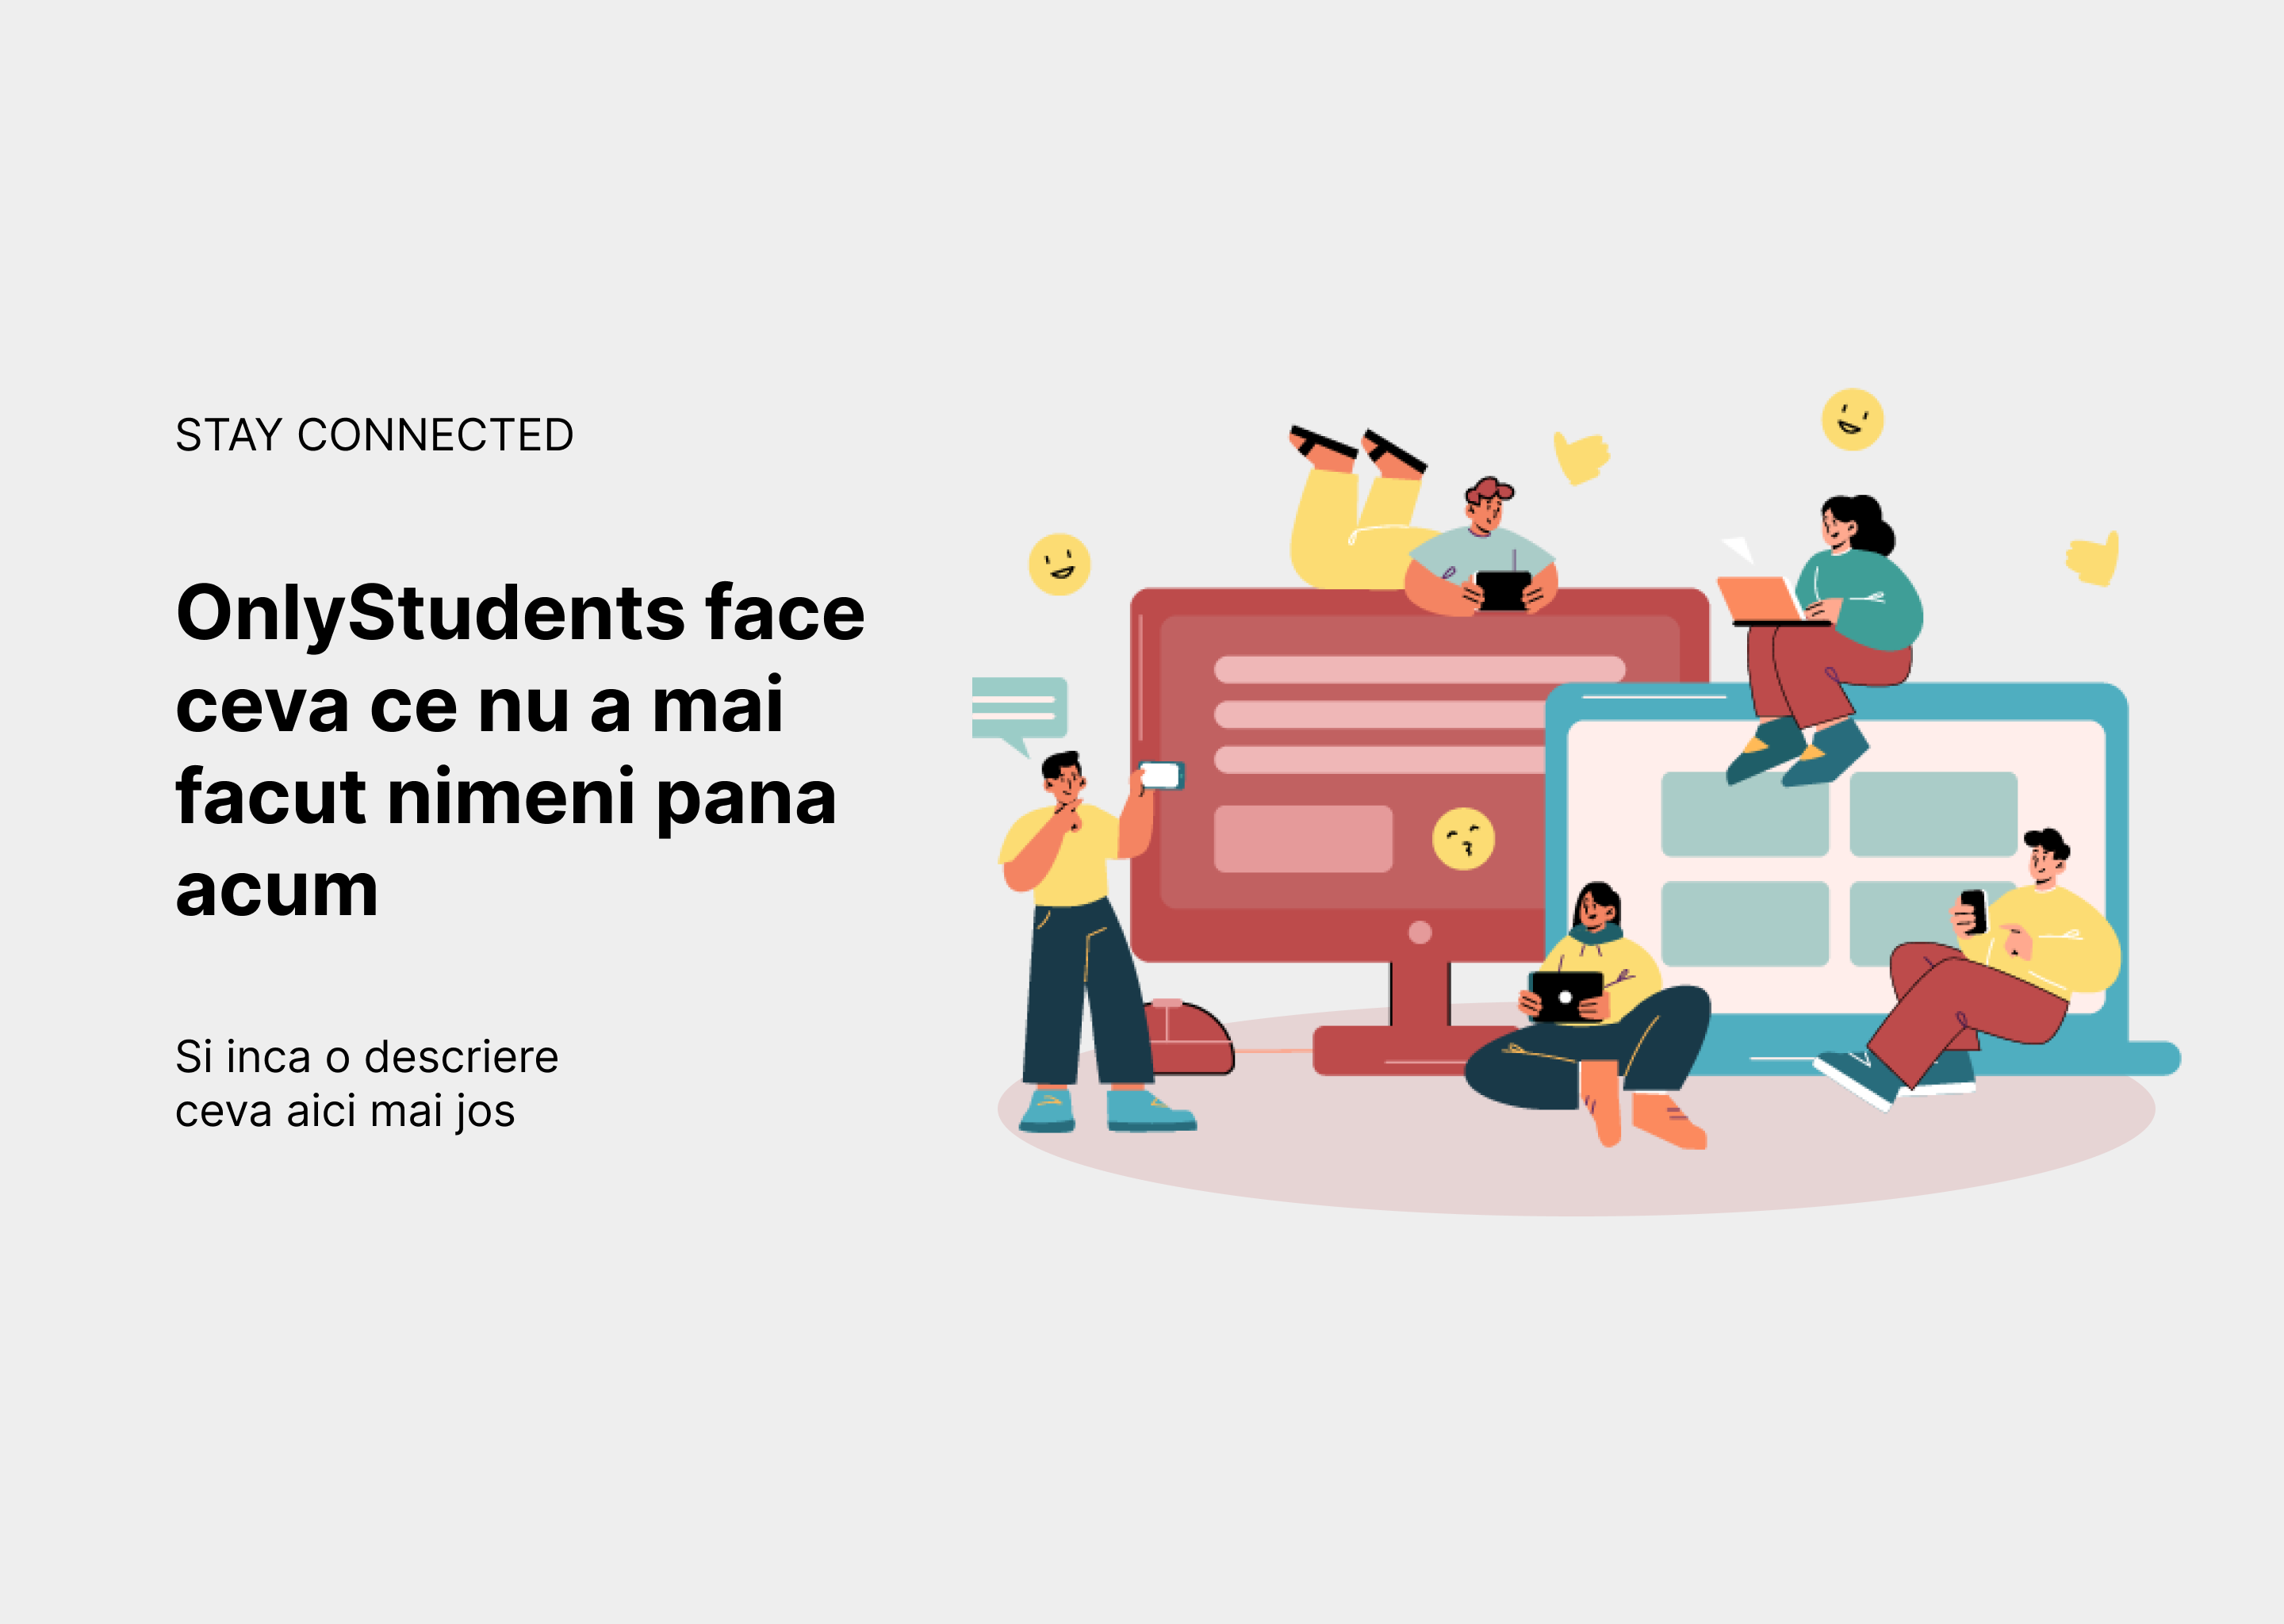 STAY CONNECTED
OnlyStudents face
ceva ce nu a mai
facut nimeni pana
acum
Si inca o descriere
ceva aici mai jos